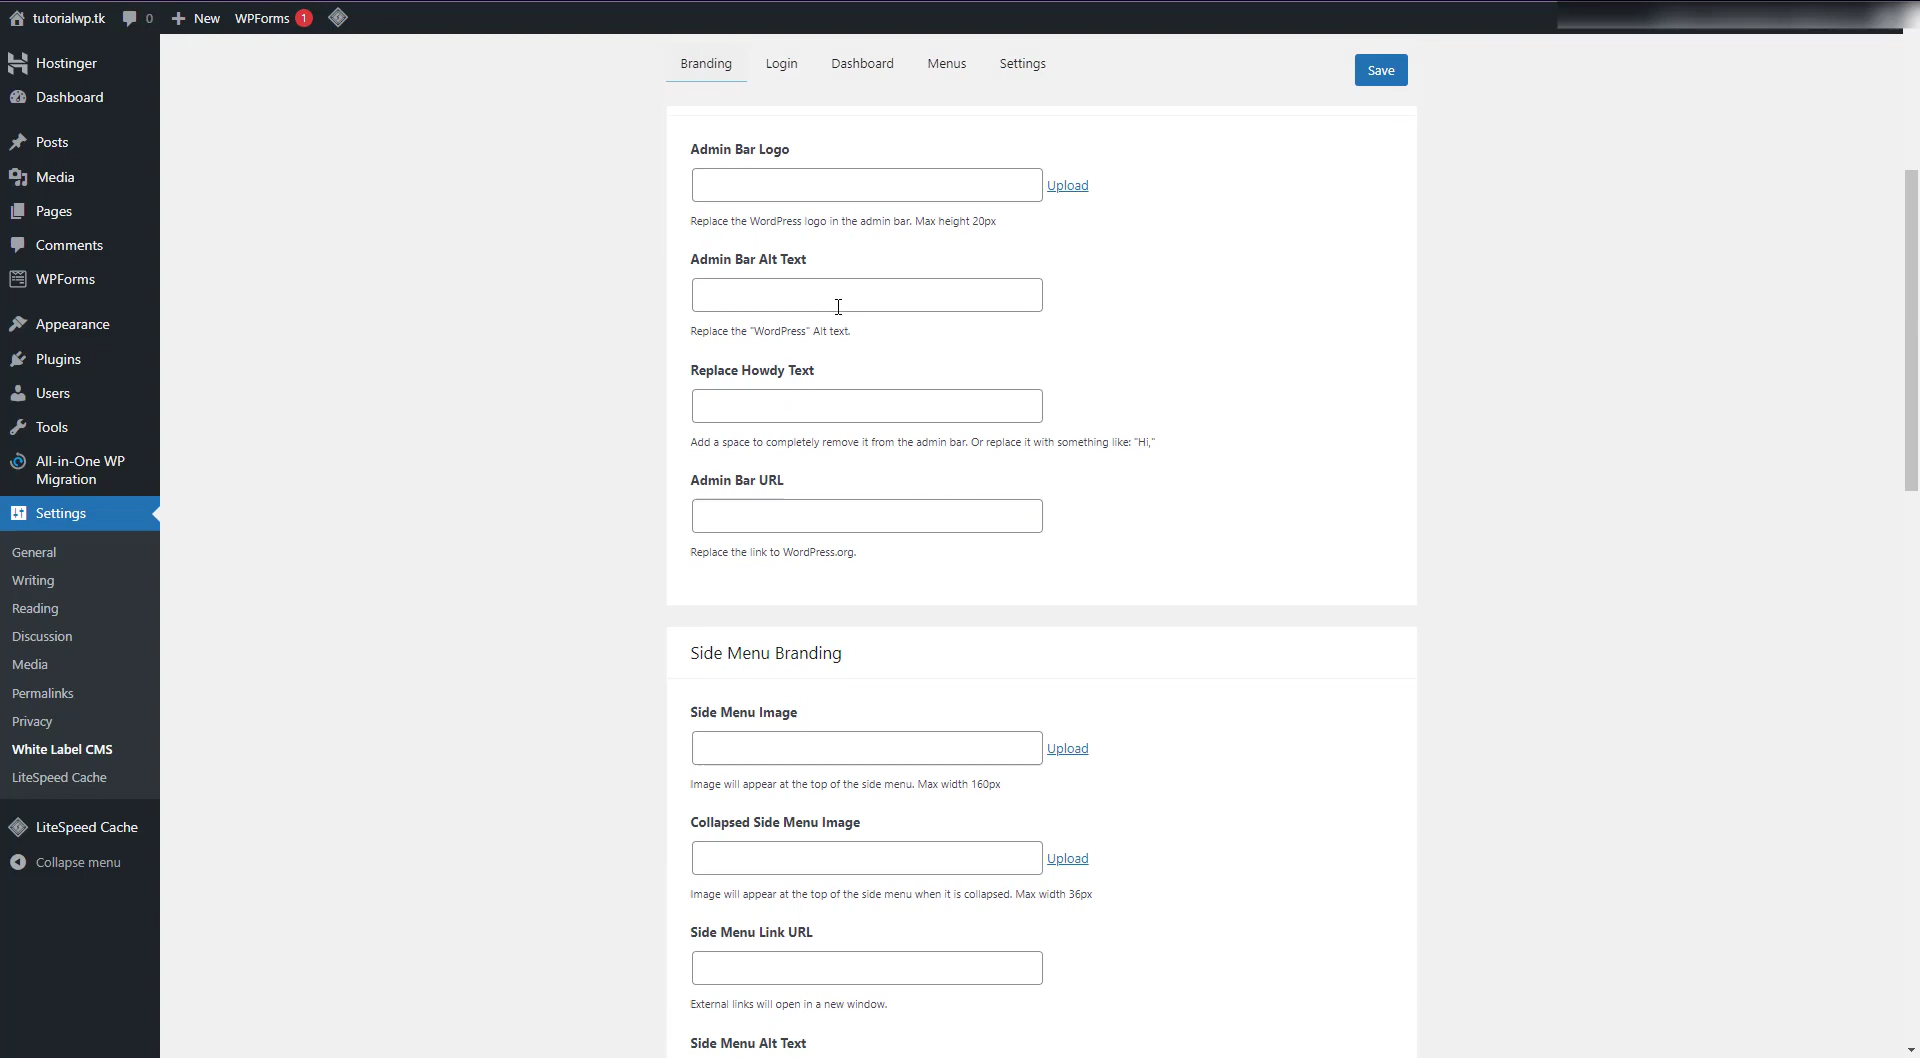 tutorialwp.tk
0
New
WPForms
1
Hostinger
Dashboard
Posts
Media
Pages
Comments
WPForms
Appearance
Plugins
Users
Tools
All-in-One WP
Migration
Settings
General
Writing
Reading
Discussion
Media
Permalinks
Privacy
White Label CMS
LiteSpeed Cache
LiteSpeed Cache
Collapse menu
Branding
Login
Dashboard
Menus
Settings
Save
Admin Bar Logo
Upload
Replace the WordPress logo in the admin bar. Max height 20px
Admin Bar Alt Text
Replace the "WordPress" Alt text.
Replace Howdy Text
Add a space to completely remove it from the admin bar. Or replace it with something like: "Hi,"
Admin Bar URL
Replace the link to WordPress.org.
Side Menu Branding
Side Menu Image
Upload
Image will appear at the top of the side menu. Max width 160px
Collapsed Side Menu Image
Upload
Image will appear at the top of the side menu when it is collapsed. Max width 36px
Side Menu Link URL
External links will open in a new window.
Side Menu Alt Text